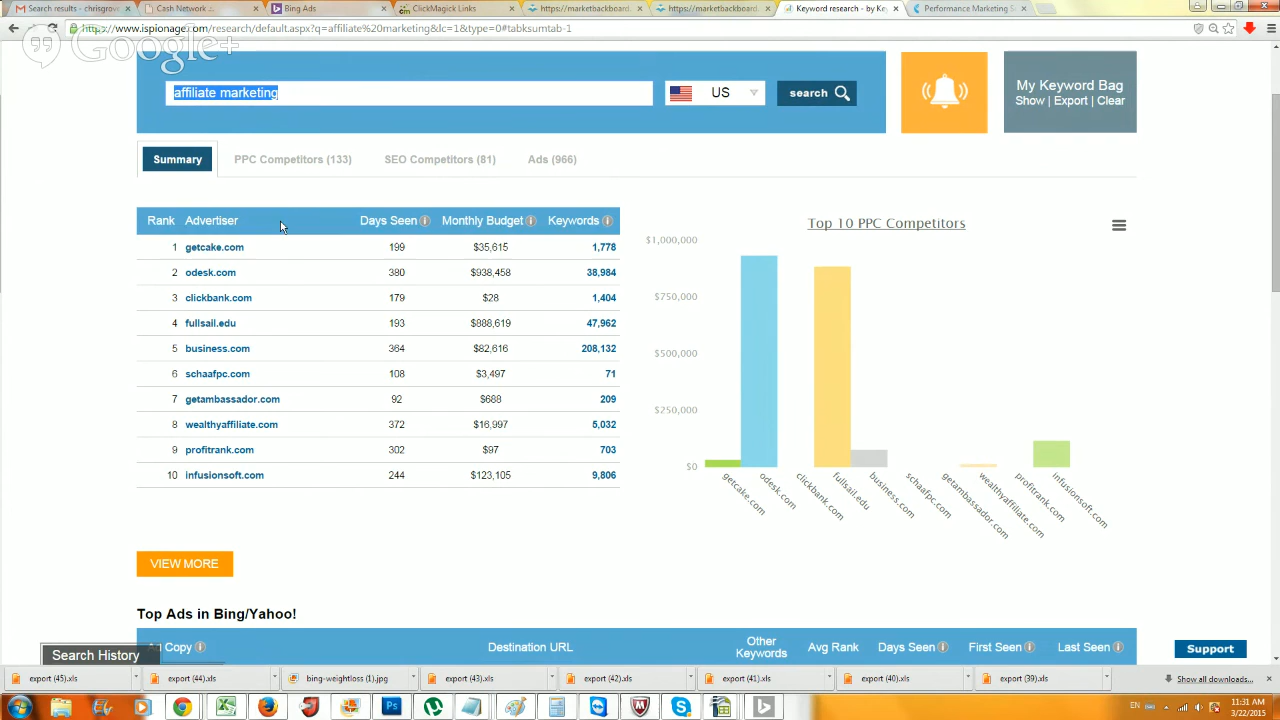 Search results - chrisgrov
Cash Network ...
Bing Ads
ClickMagick Links
https://marketbackboard.
https://marketbackboard.
Keyword research - by Ke
Performance Marketing S
https://www.ispionage.com/research/default.aspx?q=affiliate%20marketing&lc=1&type=0#tabksumtab-1
Google+
affiliate marketing
US
search
My Keyword Bag
Show | Export | Clear
Summary
PPC Competitors (133)
SEO Competitors (81)
Ads (966)
Rank Advertiser Days Seen Monthly Budget Keywords
1 getcake.com 199 $35,615 1,778
2 odesk.com 380 $938,458 38,984
3 clickbank.com 179 $28 1,404
4 fullsail.edu 193 $888,619 47,962
5 business.com 364 $82,616 208,132
6 schaafpc.com 108 $3,497 71
7 getambassador.com 92 $688 209
8 wealthyaffiliate.com 372 $16,997 5,032
9 profitrank.com 302 $97 703
10 infusionsoft.com 244 $123,105 9,806
Top 10 PPC Competitors
$1,000,000
$750,000
$500,000
$250,000
$0
getcake.com
odesk.com
clickbank.com
fullsail.edu
business.com
schaafpc.com
getambassador.com
wealthyaffiliate.com
profitrank.com
infusionsoft.com
VIEW MORE
Top Ads in Bing/Yahoo!
Copy
Destination URL
Other
Keywords
Avg Rank
Days Seen
First Seen
Last Seen
Search History
Support
export (45).xls
export (44).xls
bing-weightloss (1).jpg
export (43).xls
export (42).xls
export (41).xls
export (40).xls
export (39).xls
Show all downloads...
EN
11:31 AM
3/22/2015